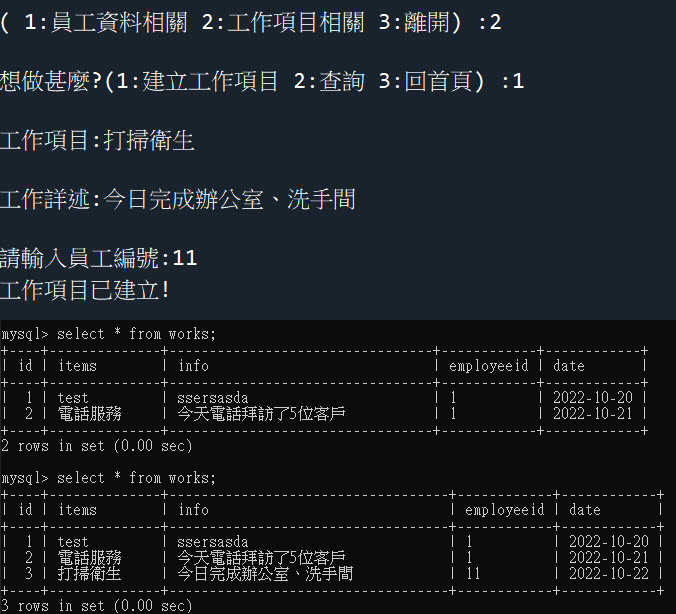 ( 1:員工資料相關 2:工作項目相關 3:離開) :2
想做甚麼?(1:建立工作項目 2:查詢 3:回首頁) :1
工作項目:打掃衛生
工作詳述:今日完成辦公室、洗手間
請輸入員工編號:11
工作項目已建立!
mysql> select * from works;
+----+--------------+---------------------------------+------------+------------+
| id | items | info | employeeid | date |
+----+--------------+---------------------------------+------------+------------+
| 1 | test | ssersasda | 1 | 2022-10-20 |
| 2 | 電話服務 | 今天電話拜訪了5位客戶 | 1 | 2022-10-21 |
+----+--------------+---------------------------------+------------+------------+
2 rows in set (0.00 sec)
mysql> select * from works;
+----+--------------+-----------------------------------+------------+------------+
| id | items | info | employeeid | date |
+----+--------------+-----------------------------------+------------+------------+
| 1 | test | ssersasda | 1 | 2022-10-20 |
| 2 | 電話服務 | 今天電話拜訪了5位客戶 | 1 | 2022-10-21 |
| 3 | 打掃衛生 | 今日完成辦公室、洗手間 | 11 | 2022-10-22 |
+----+--------------+-----------------------------------+------------+------------+
3 rows in set (0.00 sec)